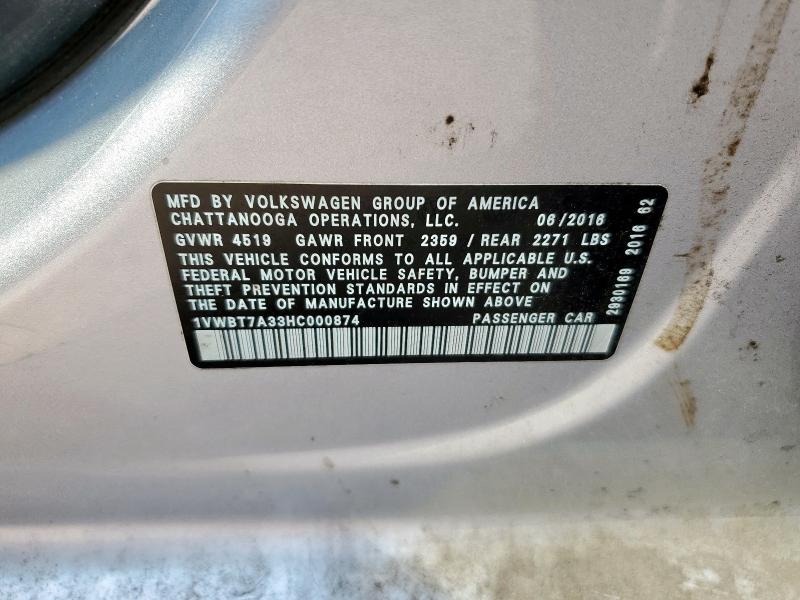 MFD BY VOLKSWAGEN GROUP OF AMERICA
CHATTANOOGA OPERATIONS, LLC. 06/2016
GVWR 4519 GAWR FRONT 2359 / REAR 2271 LBS
THIS VEHICLE CONFORMS TO ALL APPLICABLE U.S.
FEDERAL MOTOR VEHICLE SAFETY, BUMPER AND
THEFT PREVENTION STANDARDS IN EFFECT ON
THE DATE OF MANUFACTURE SHOWN ABOVE
1VWBT7A33HC000874 PASSENGER CAR
2930169 2016 62